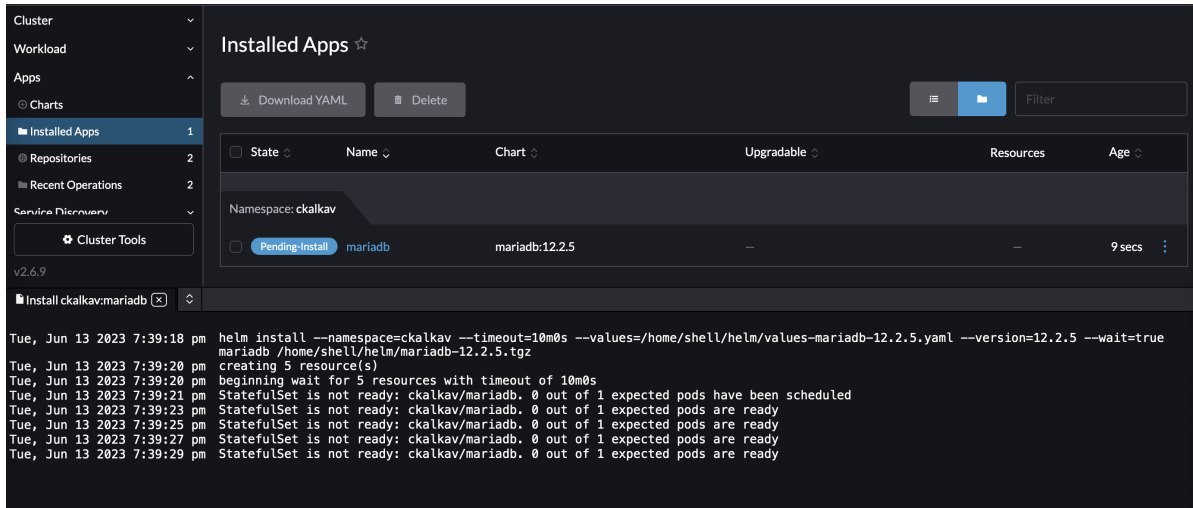 Cluster
Workload
Apps
Charts
Installed Apps 1
Repositories 2
Recent Operations 2
Service Discovery
Cluster Tools
v2.6.9
Installed Apps
Download YAML Delete
Filter
State Name Chart Upgradable Resources Age
Namespace: ckalkav
Pending-Install mariadb mariadb:12.2.5 — — 9 secs
Install ckalkav:mariadb
Tue, Jun 13 2023 7:39:18 pm helm install --namespace=ckalkav --timeout=10m0s --values=/home/shell/helm/values-mariadb-12.2.5.yaml --version=12.2.5 --wait=true
mariadb /home/shell/helm/mariadb-12.2.5.tgz
Tue, Jun 13 2023 7:39:20 pm creating 5 resource(s)
Tue, Jun 13 2023 7:39:20 pm beginning wait for 5 resources with timeout of 10m0s
Tue, Jun 13 2023 7:39:21 pm StatefulSet is not ready: ckalkav/mariadb. 0 out of 1 expected pods have been scheduled
Tue, Jun 13 2023 7:39:23 pm StatefulSet is not ready: ckalkav/mariadb. 0 out of 1 expected pods are ready
Tue, Jun 13 2023 7:39:25 pm StatefulSet is not ready: ckalkav/mariadb. 0 out of 1 expected pods are ready
Tue, Jun 13 2023 7:39:27 pm StatefulSet is not ready: ckalkav/mariadb. 0 out of 1 expected pods are ready
Tue, Jun 13 2023 7:39:29 pm StatefulSet is not ready: ckalkav/mariadb. 0 out of 1 expected pods are ready